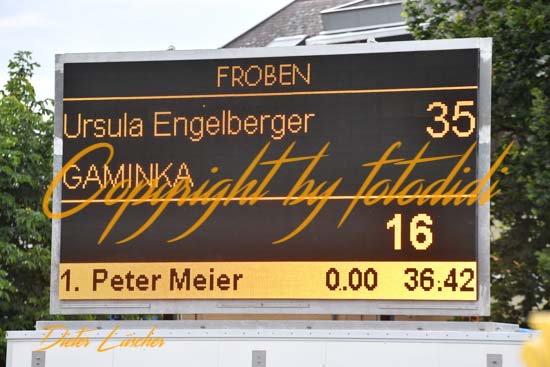 FROBEN
Ursula Engelberger 35
GAMINKA
Copyright by fotodidi
16
1. Peter Meier 0.00 36:42
Dieter Lüscher